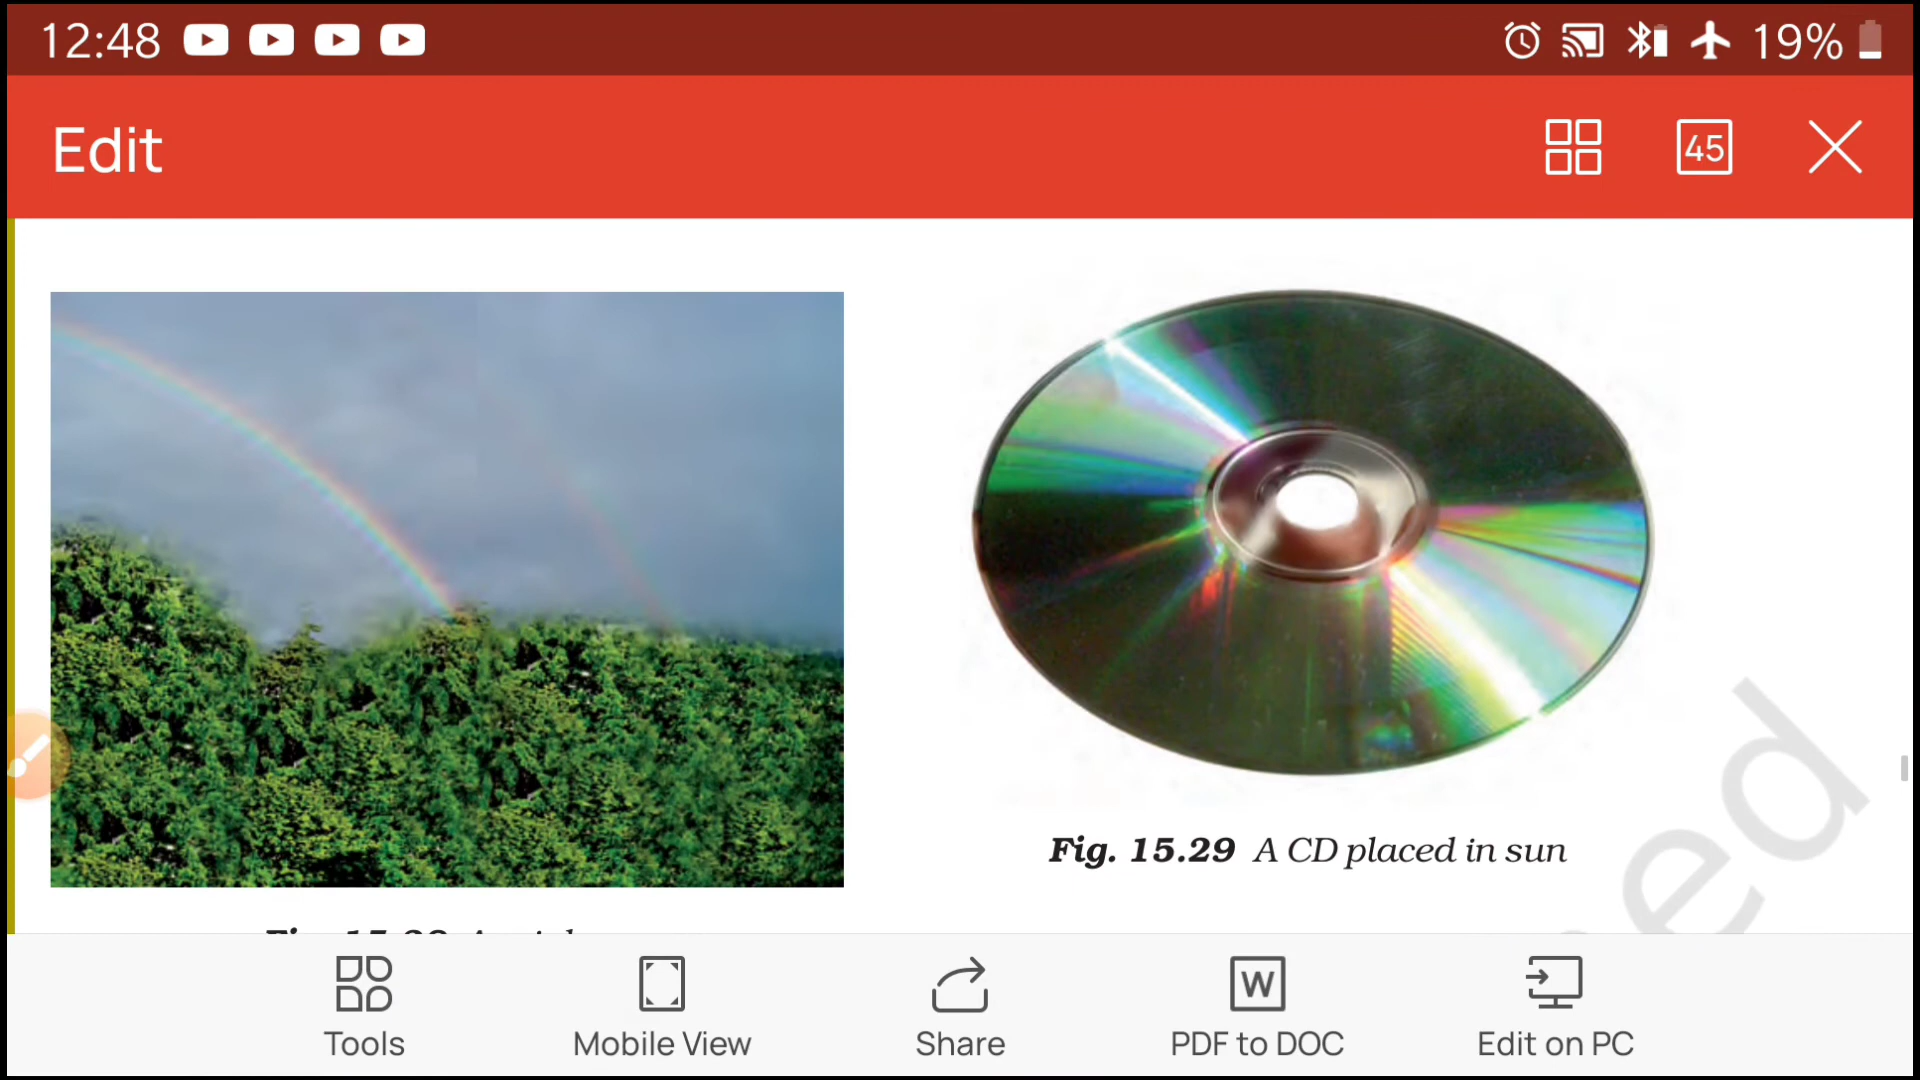 12:48
19%
Edit
45
Fig. 15.29 A CD placed in sun
ed
W
Tools
Mobile View
Share
PDF to DOC
Edit on PC